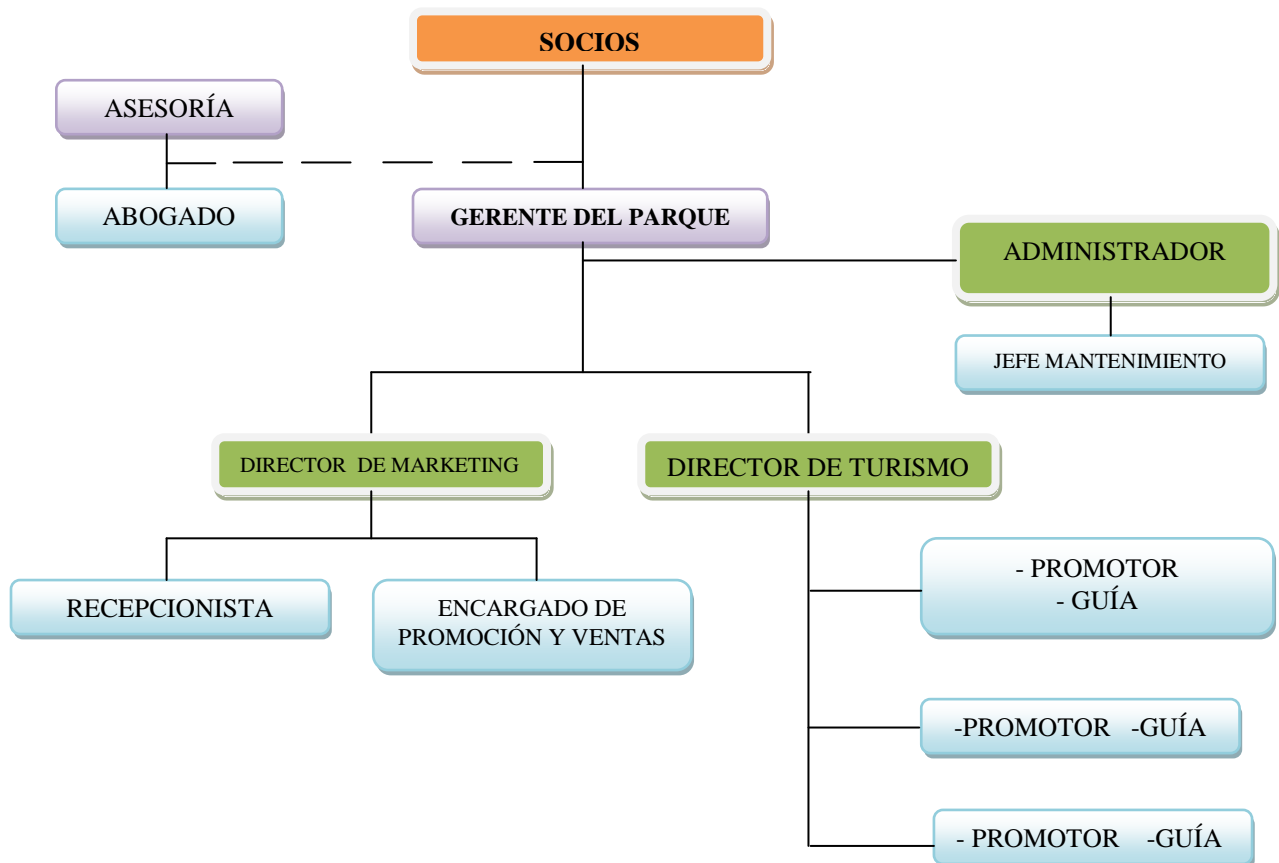 SOCIOS
ASESORÍA
ABOGADO
GERENTE DEL PARQUE
ADMINISTRADOR
JEFE MANTENIMIENTO
DIRECTOR DE MARKETING
DIRECTOR DE TURISMO
RECEPCIONISTA
ENCARGADO DE
PROMOCIÓN Y VENTAS
- PROMOTOR
- GUÍA
-PROMOTOR -GUÍA
- PROMOTOR -GUÍA